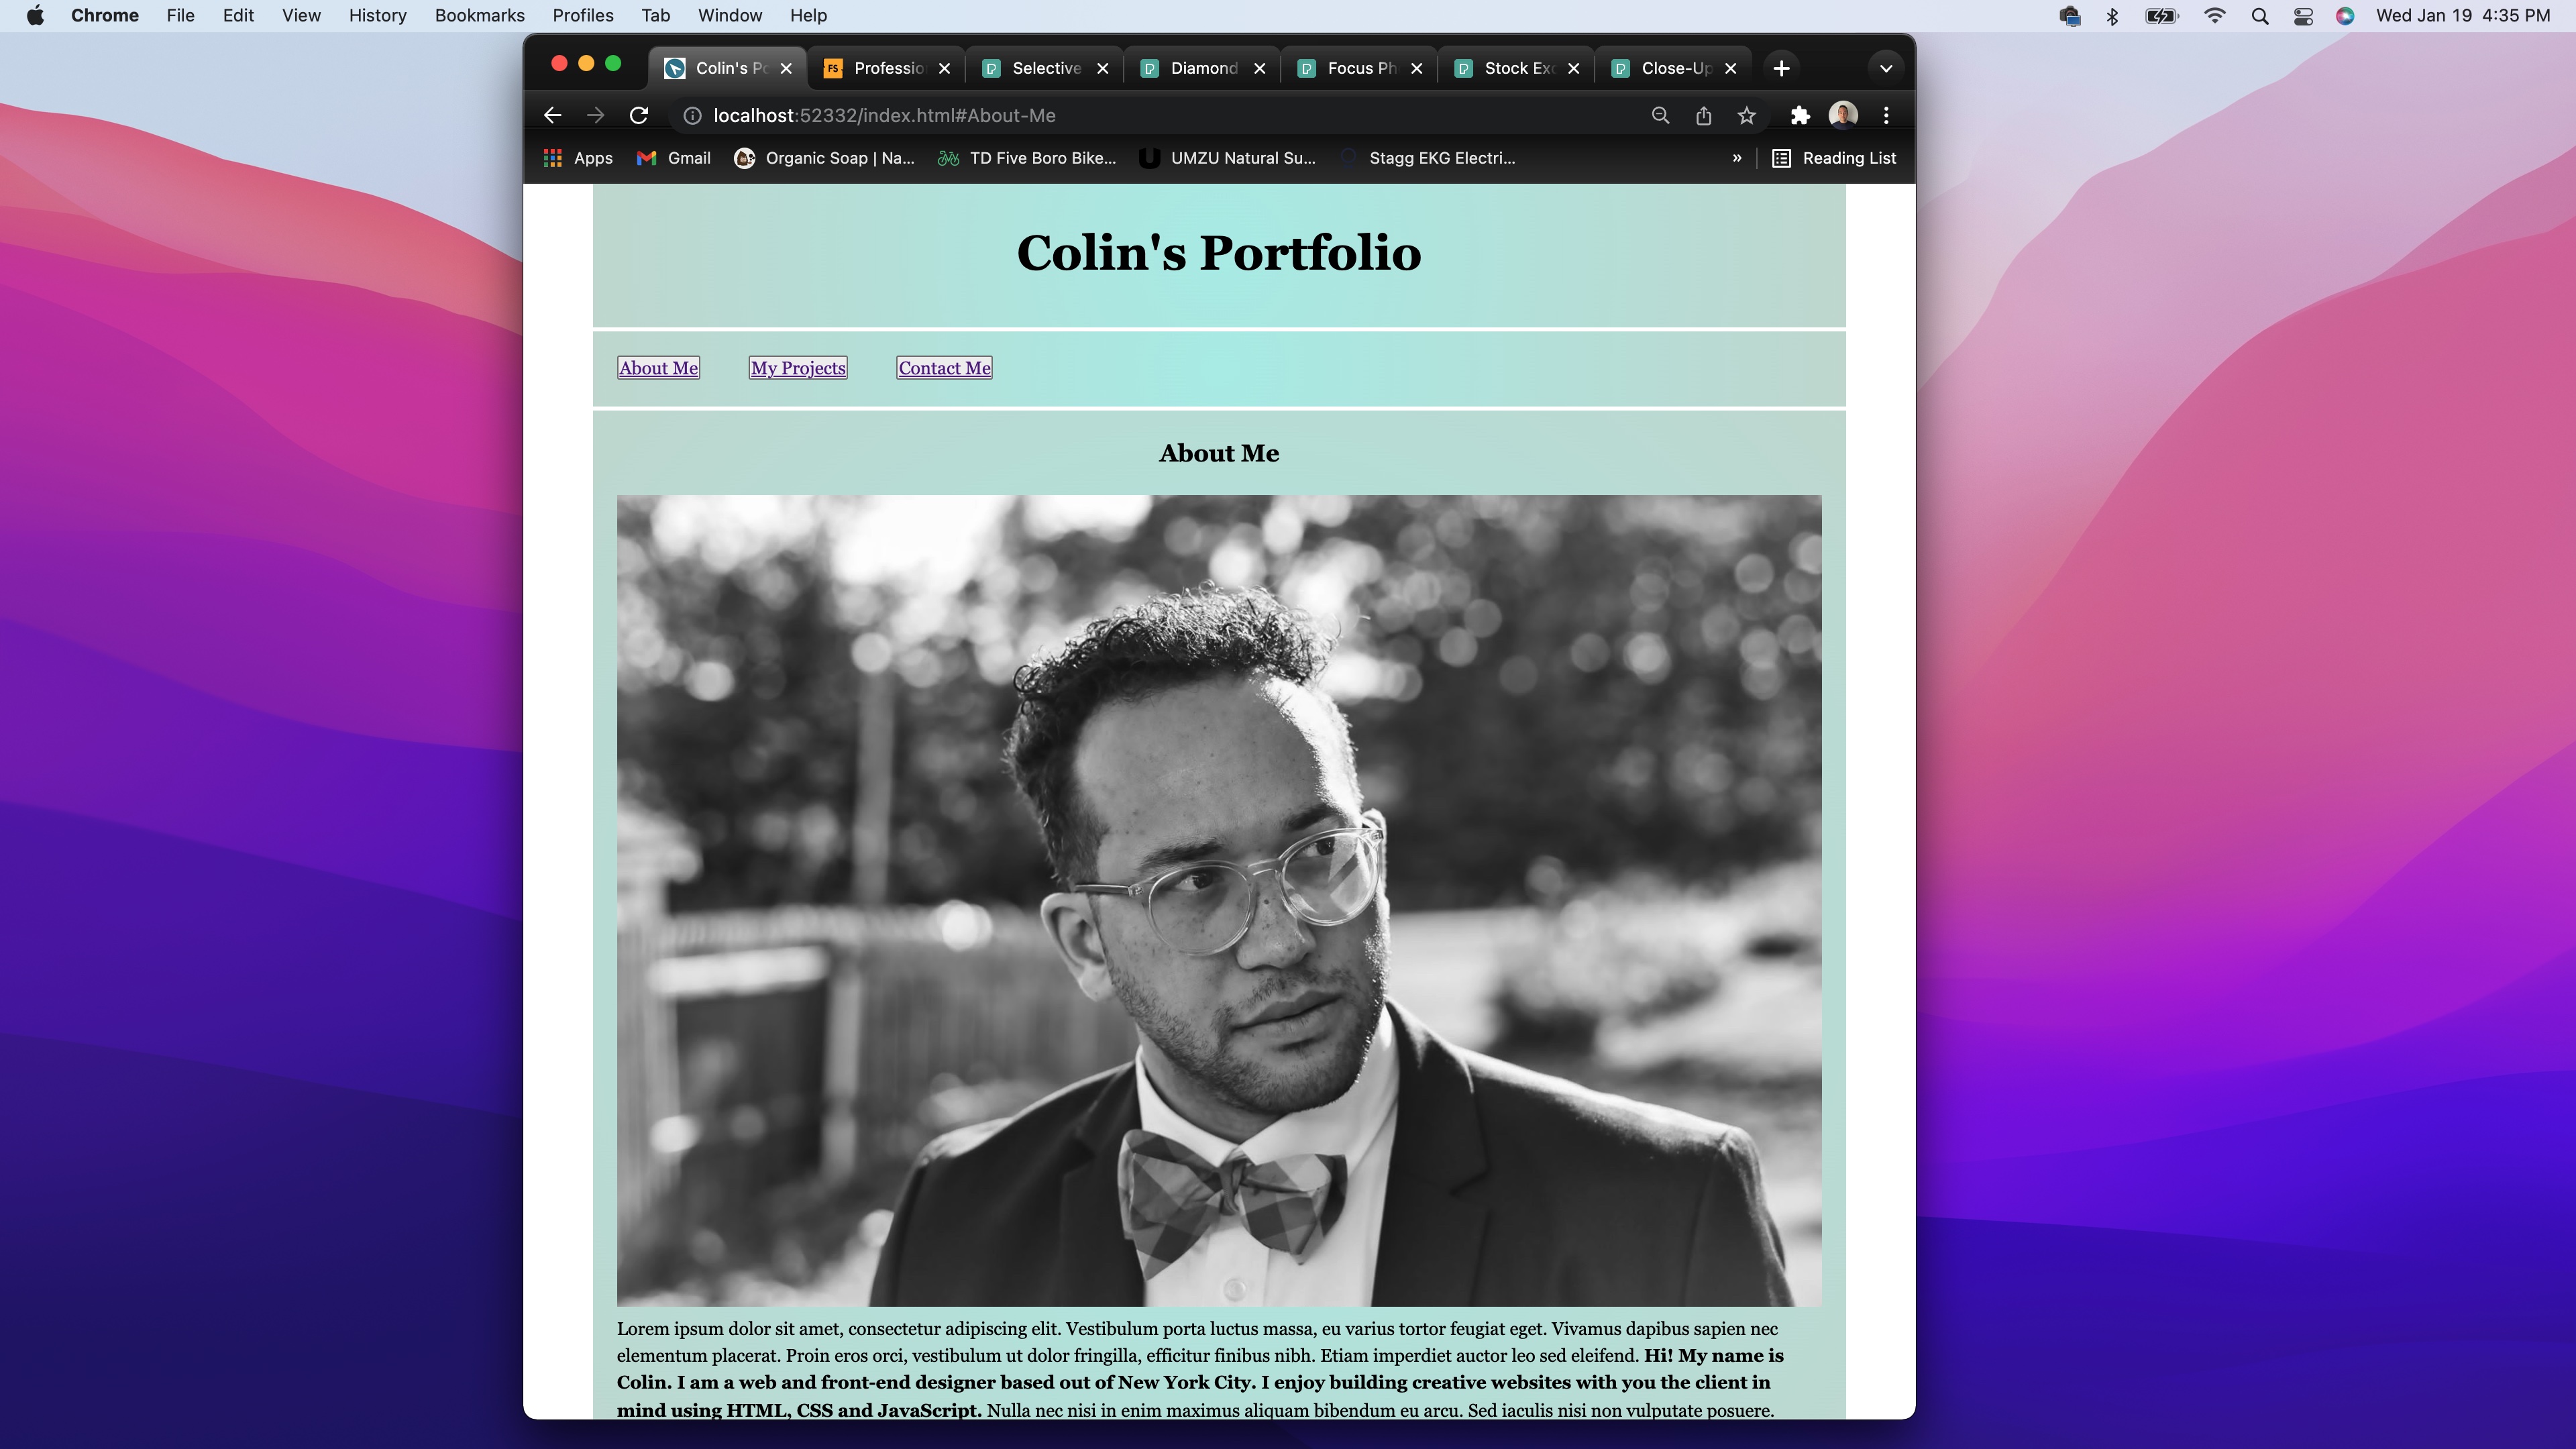 Chrome File Edit View History Bookmarks Profiles Tab Window Help Wed Jan 19 4:35 PM
Colin's Po FS Professio Selective Diamond Focus Ph Stock Exc Close-Up
localhost:52332/index.html#About-Me
Apps Gmail Organic Soap | Na... TD Five Boro Bike... UMZU Natural Su... Stagg EKG Electri... » Reading List
Colin's Portfolio
About Me My Projects Contact Me
About Me
Lorem ipsum dolor sit amet, consectetur adipiscing elit. Vestibulum porta luctus massa, eu varius tortor feugiat eget. Vivamus dapibus sapien nec
elementum placerat. Proin eros orci, vestibulum ut dolor fringilla, efficitur finibus nibh. Etiam imperdiet auctor leo sed eleifend. Hi! My name is
Colin. I am a web and front-end designer based out of New York City. I enjoy building creative websites with you the client in
mind using HTML, CSS and JavaScript. Nulla nec nisi in enim maximus aliquam bibendum eu arcu. Sed iaculis nisi non vulputate posuere.